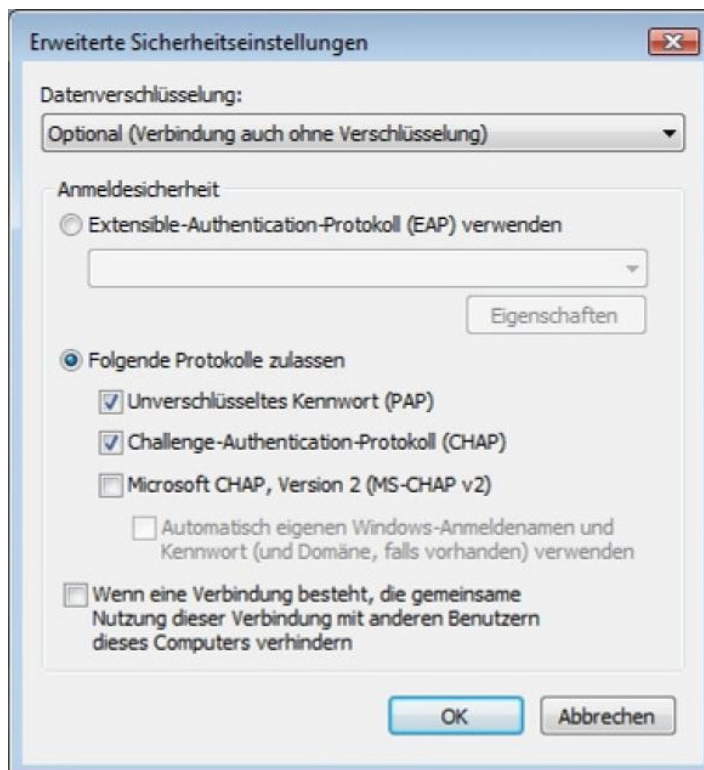 Erweiterte Sicherheitseinstellungen
Datenverschlüsselung:
Optional (Verbindung auch ohne Verschlüsselung)
Anmeldesicherheit
Extensible-Authentication-Protokoll (EAP) verwenden
Eigenschaften
Folgende Protokolle zulassen
Unverschlüsseltes Kennwort (PAP)
Challenge-Authentication-Protokoll (CHAP)
Microsoft CHAP, Version 2 (MS-CHAP v2)
Automatisch eigenen Windows-Anmeldenamen und
Kennwort (und Domäne, falls vorhanden) verwenden
Wenn eine Verbindung besteht, die gemeinsame
Nutzung dieser Verbindung mit anderen Benutzern
dieses Computers verhindern
OK
Abbrechen